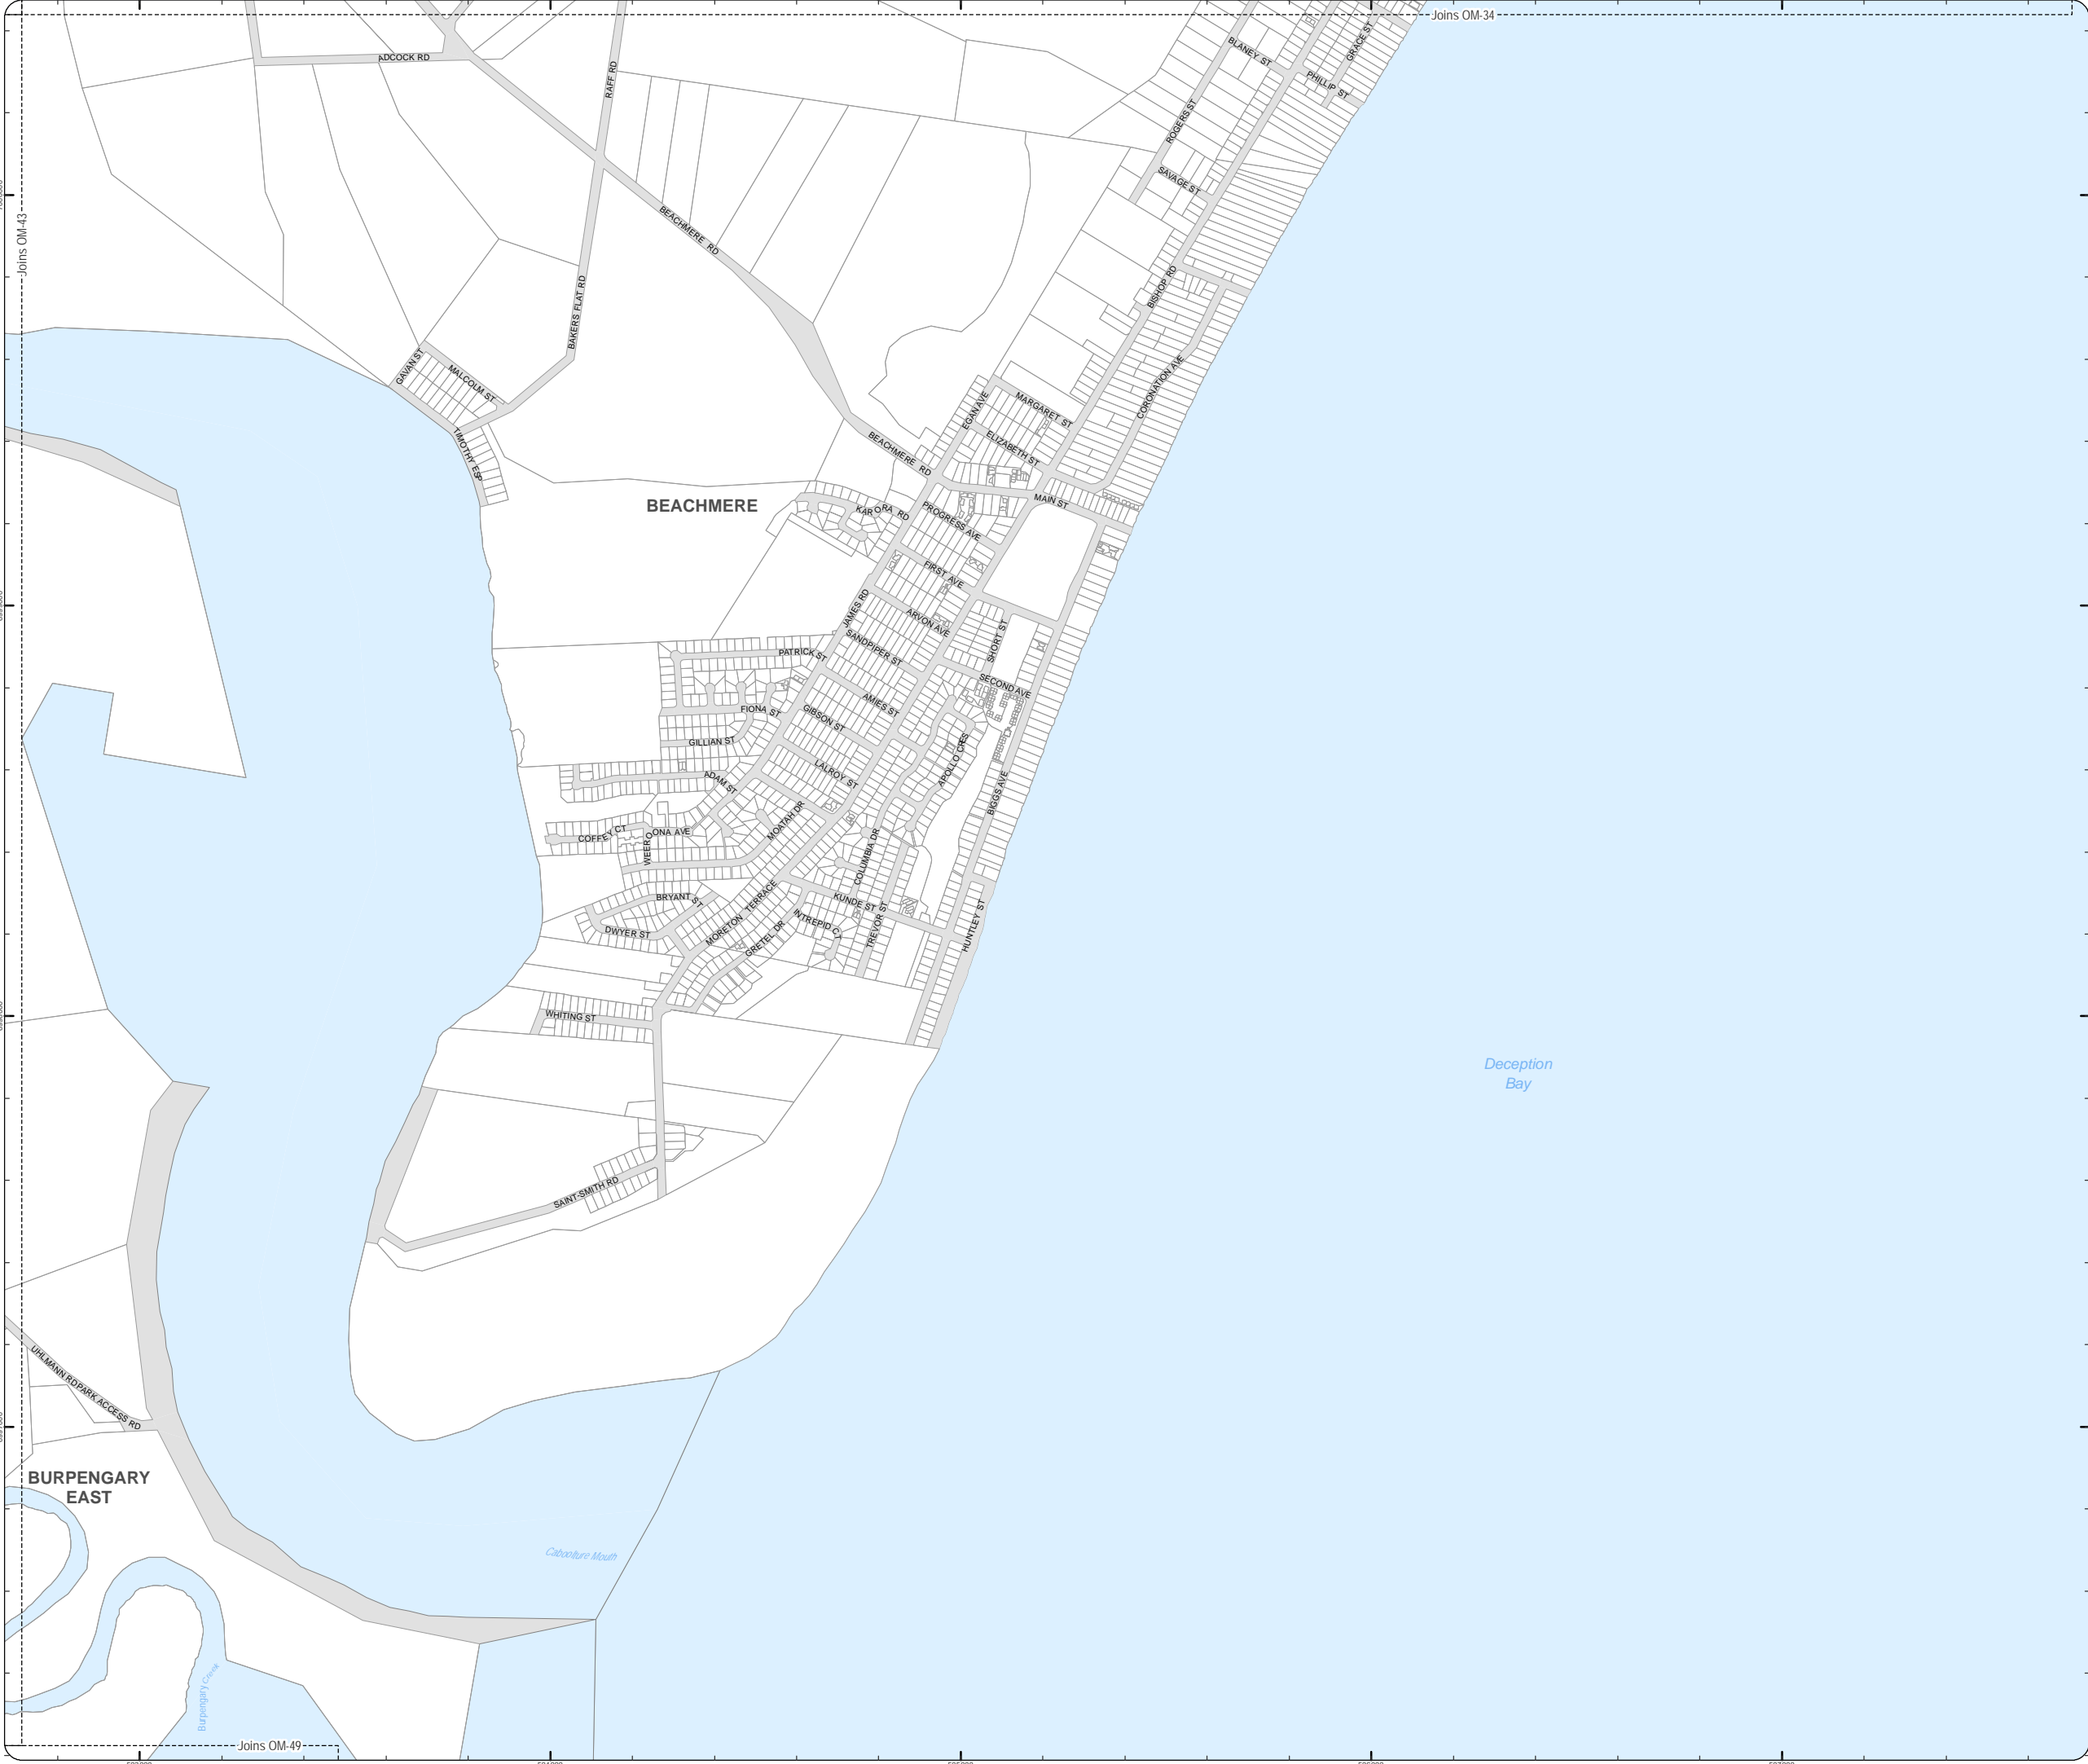 Joins OM-34
GRACE ST
BLANEY ST
PHILLIP ST
ADCOCK RD
RAFF RD
ROGERS ST
SAVAGE ST
Joins OM-43
BEACHMERE RD
BISHOP RD
BAKERS FLAT RD
GAVAN ST
MALCOLM ST
CORONATION AVE
EGAN AVE
MARGARET ST
TIMOTHY ESP
BEACHMERE RD
ELIZABETH ST
BEACHMERE
MAIN ST
KARORA RD
PROGRESS AVE
FIRST AVE
JAMES RD
ARVON AVE
SHORT ST
SANDPIPER ST
PATRICK ST
SECOND AVE
AMIES ST
FIONA ST
GIBSON ST
GILLIAN ST
APOLLO CRES
LALROY ST
ADAM ST
BIGGS AVE
MOATAH DR
COFFEY CT
WEEROONA AVE
COLUMBIA DR
BRYANT ST
MORETON TERRACE
KUNDE ST
INTREPID CT
TREVOR ST
HUNTLEY ST
DWYER ST
GRETEL DR
WHITING ST
Deception
Bay
SAINT-SMITH RD
UHLMANN RD PARK ACCESS RD
BURPENGARY
EAST
Caboolture Mouth
Burpengary Creek
Joins OM-49